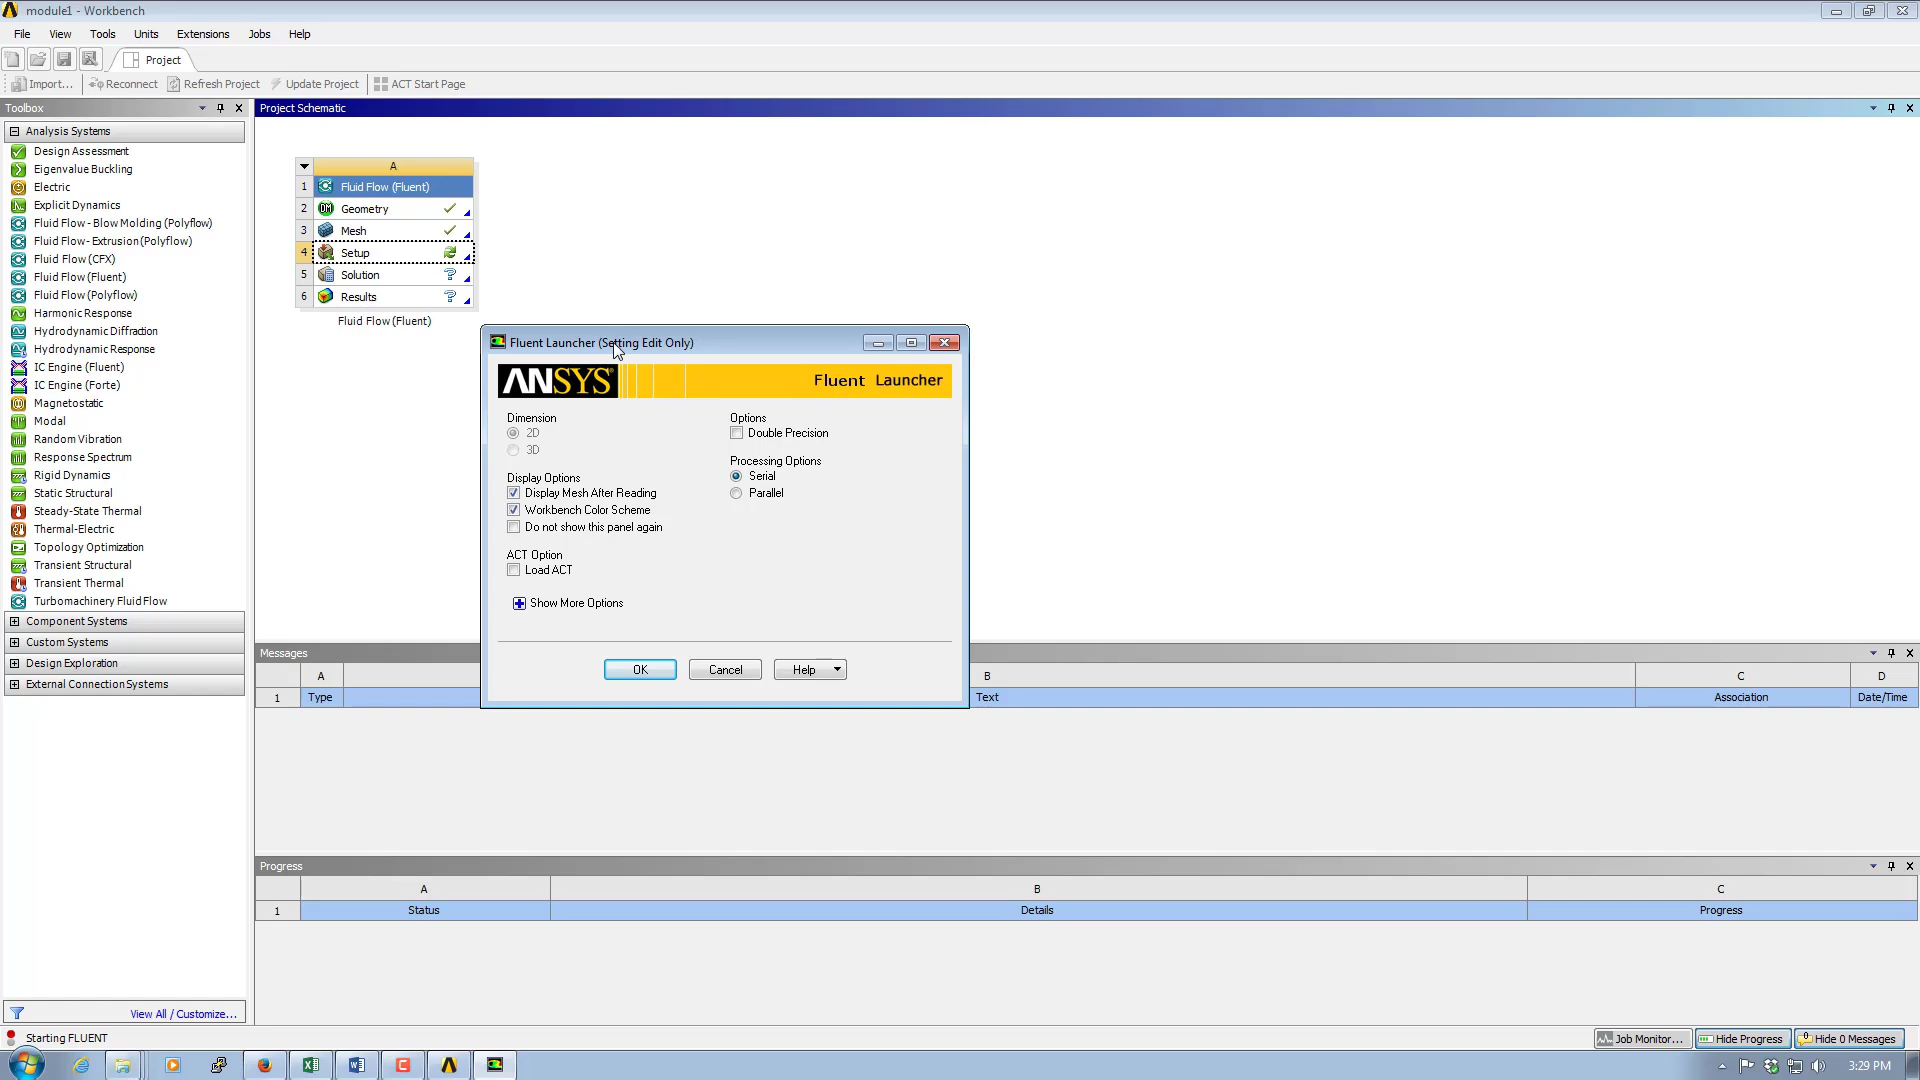 module1 - Workbench
File View Tools Units Extensions Jobs Help
Project
Import... Reconnect Refresh Project Update Project ACT Start Page
Toolbox
Project Schematic
Analysis Systems
Design Assessment
Eigenvalue Buckling
Electric
Explicit Dynamics
Fluid Flow - Blow Molding (Polyflow)
Fluid Flow - Extrusion (Polyflow)
Fluid Flow (CFX)
Fluid Flow (Fluent)
Fluid Flow (Polyflow)
Harmonic Response
Hydrodynamic Diffraction
Hydrodynamic Response
IC Engine (Fluent)
IC Engine (Forte)
Magnetostatic
Modal
Random Vibration
Response Spectrum
Rigid Dynamics
Static Structural
Steady-State Thermal
Thermal-Electric
Topology Optimization
Transient Structural
Transient Thermal
Turbomachinery Fluid Flow
Component Systems
Custom Systems
Design Exploration
External Connection Systems
View All / Customize...
A
1 Fluid Flow (Fluent)
2 DM Geometry
3 Mesh
4 Setup
5 Solution ?
6 Results ?
Fluid Flow (Fluent)
Fluent Launcher (Setting Edit Only)
ANSYS Fluent Launcher
Dimension
2D
3D
Display Options
Display Mesh After Reading
Workbench Color Scheme
Do not show this panel again
ACT Option
Load ACT
Show More Options
Options
Double Precision
Processing Options
Serial
Parallel
OK Cancel Help
Messages
A B C D
1 Type Text Association Date/Time
Progress
A B C
1 Status Details Progress
Starting FLUENT
Job Monitor... Hide Progress Hide 0 Messages
3:29 PM